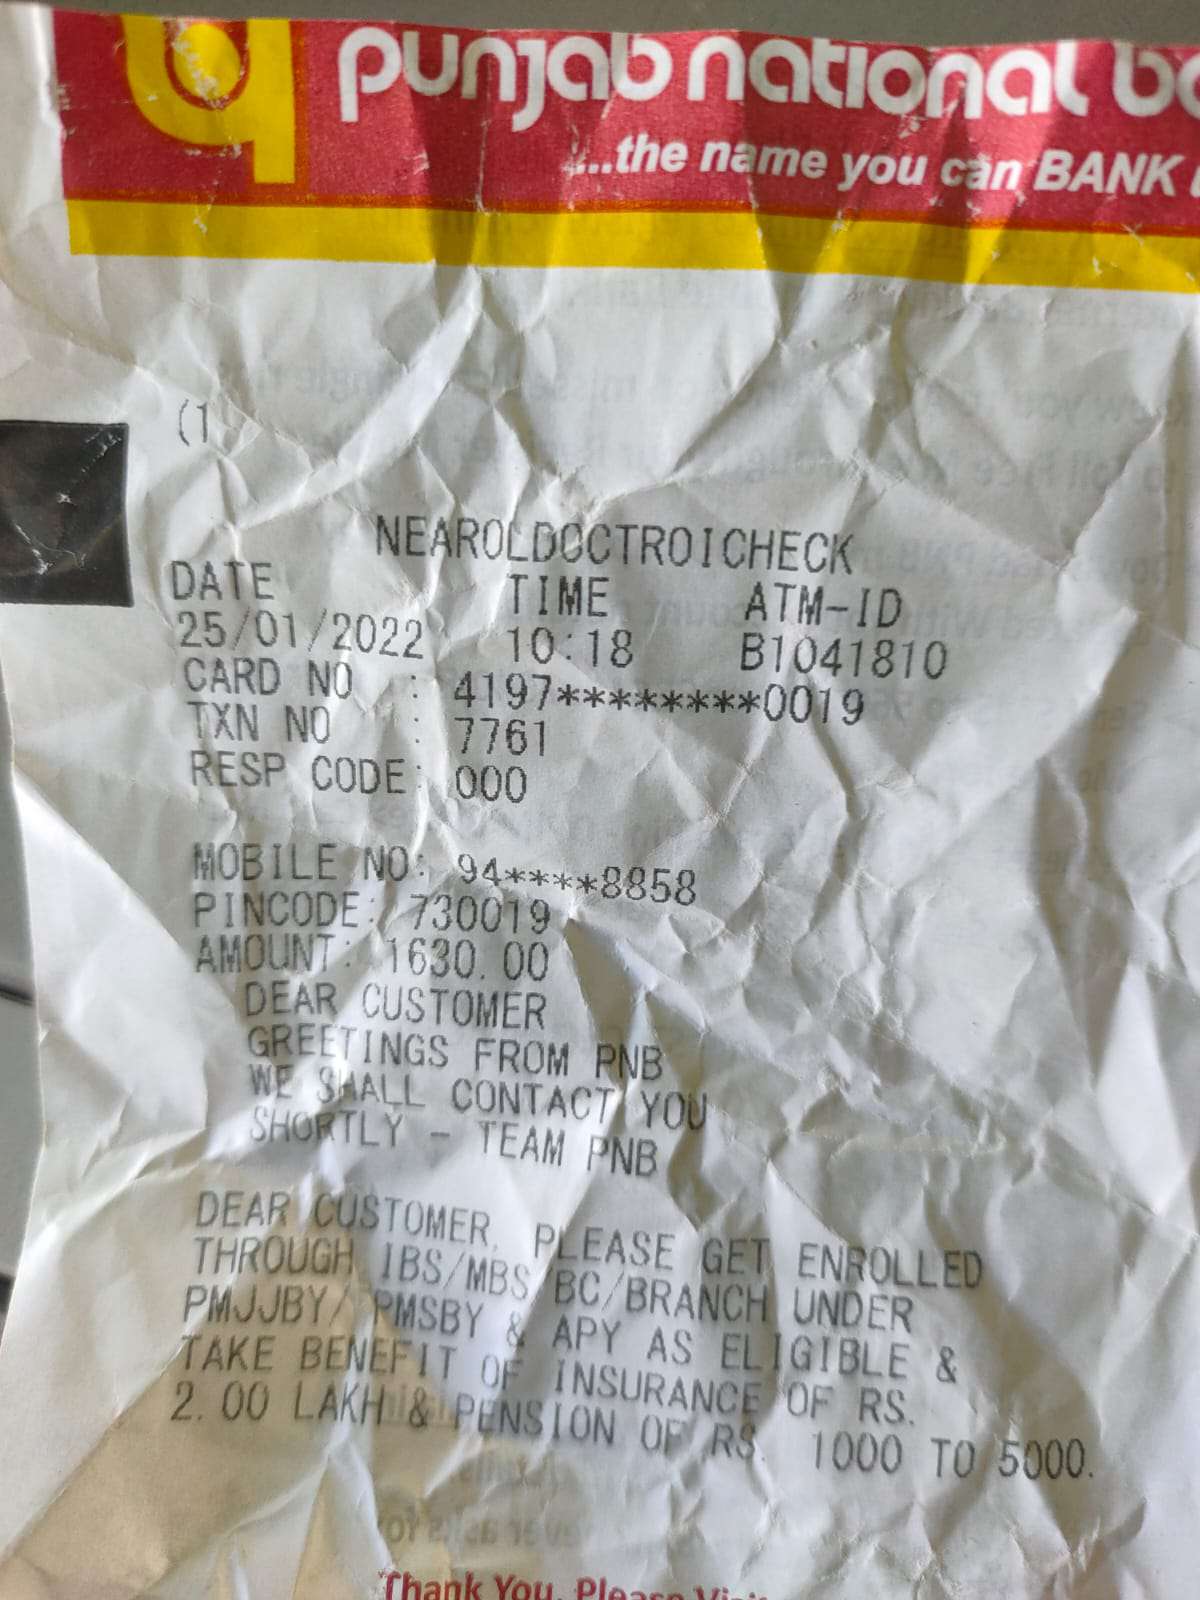 punjab national
...the name you can BANK
(1
NEAROLDOCTROICHECK
DATE TIME ATM-ID
25/01/2022 10:18 B1041810
CARD NO : 4197********0019
TXN NO : 7761
RESP CODE: 000
MOBILE NO: 94****8858
PINCODE: 730019
AMOUNT: 1630.00
DEAR CUSTOMER
GREETINGS FROM PNB
WE SHALL CONTACT YOU
SHORTLY - TEAM PNB
DEAR CUSTOMER, PLEASE GET ENROLLED
THROUGH IBS/MBS BC/BRANCH UNDER
PMJJBY/ PMSBY & APY AS ELIGIBLE &
TAKE BENEFIT OF INSURANCE OF RS.
2.00 LAKH & PENSION OF RS. 1000 TO 5000.
Thank You. Please